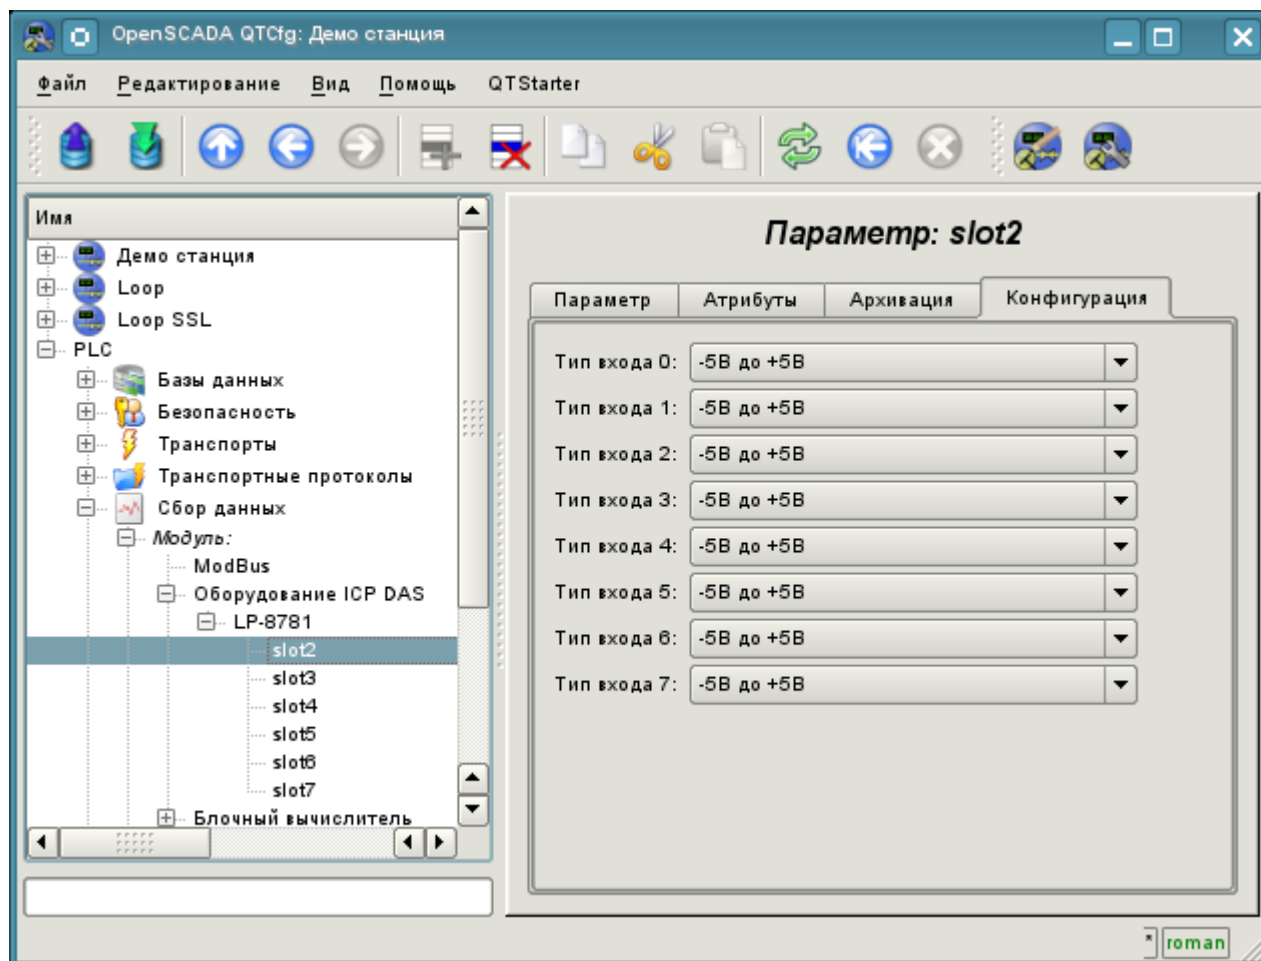 OpenSCADA QTCfg: Демо станция
Файл Редактирование Вид Помощь QTStarter
Имя
Демо станция
Loop
Loop SSL
PLC
Базы данных
Безопасность
Транспорты
Транспортные протоколы
Сбор данных
Модуль:
ModBus
Оборудование ICP DAS
LP-8781
slot2
slot3
slot4
slot5
slot6
slot7
Блочный вычислитель
Параметр: slot2
Параметр Атрибуты Архивация Конфигурация
Тип входа 0: -5В до +5В
Тип входа 1: -5В до +5В
Тип входа 2: -5В до +5В
Тип входа 3: -5В до +5В
Тип входа 4: -5В до +5В
Тип входа 5: -5В до +5В
Тип входа 6: -5В до +5В
Тип входа 7: -5В до +5В
* roman